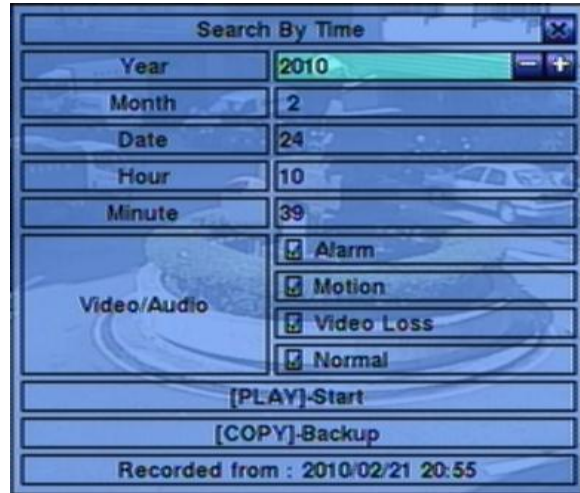 Search By Time
Year 2010
Month 2
Date 24
Hour 10
Minute 39
Video/Audio
Alarm
Motion
Video Loss
Normal
[PLAY]-Start
[COPY]-Backup
Recorded from : 2010/02/21 20:55